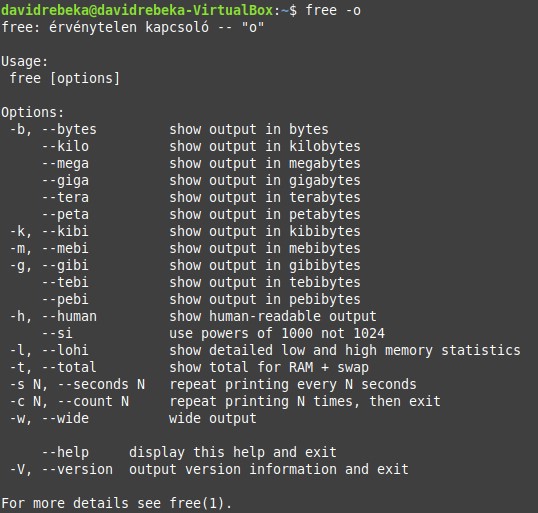 davidrebeka@davidrebeka-VirtualBox:~$ free -o
free: érvénytelen kapcsoló -- "o"

Usage:
 free [options]

Options:
 -b, --bytes         show output in bytes
     --kilo          show output in kilobytes
     --mega          show output in megabytes
     --giga          show output in gigabytes
     --tera          show output in terabytes
     --peta          show output in petabytes
 -k, --kibi          show output in kibibytes
 -m, --mebi          show output in mebibytes
 -g, --gibi          show output in gibibytes
     --tebi          show output in tebibytes
     --pebi          show output in pebibytes
 -h, --human         show human-readable output
     --si            use powers of 1000 not 1024
 -l, --lohi          show detailed low and high memory statistics
 -t, --total         show total for RAM + swap
 -s N, --seconds N   repeat printing every N seconds
 -c N, --count N     repeat printing N times, then exit
 -w, --wide          wide output

     --help     display this help and exit
 -V, --version  output version information and exit

For more details see free(1).